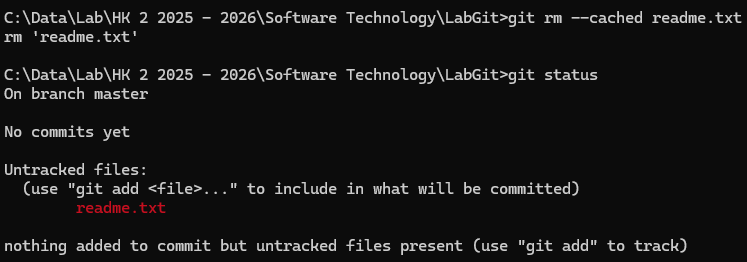 C:\Data\Lab\HK 2 2025 - 2026\Software Technology\LabGit>git rm --cached readme.txt
rm 'readme.txt'
C:\Data\Lab\HK 2 2025 - 2026\Software Technology\LabGit>git status
On branch master
No commits yet
Untracked files:
  (use "git add <file>..." to include in what will be committed)
        readme.txt
nothing added to commit but untracked files present (use "git add" to track)